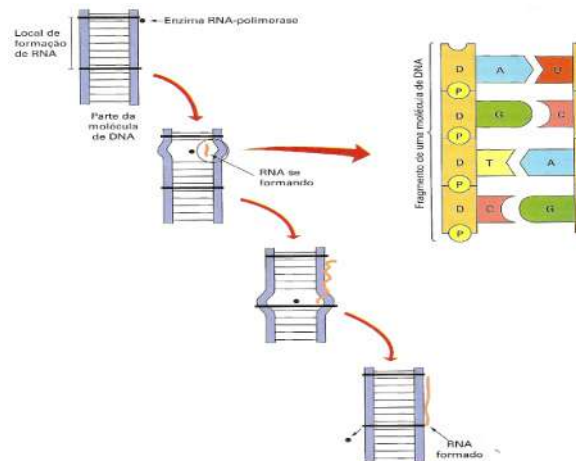 Enzima RNA-polimerase
Local de
formação
de RNA
Parte da
molécula
de DNA
RNA se
formando
RNA
formado
Fragmento de uma molécula de DNA
D A U
P
D G C
P
D T A
P
D C G
P